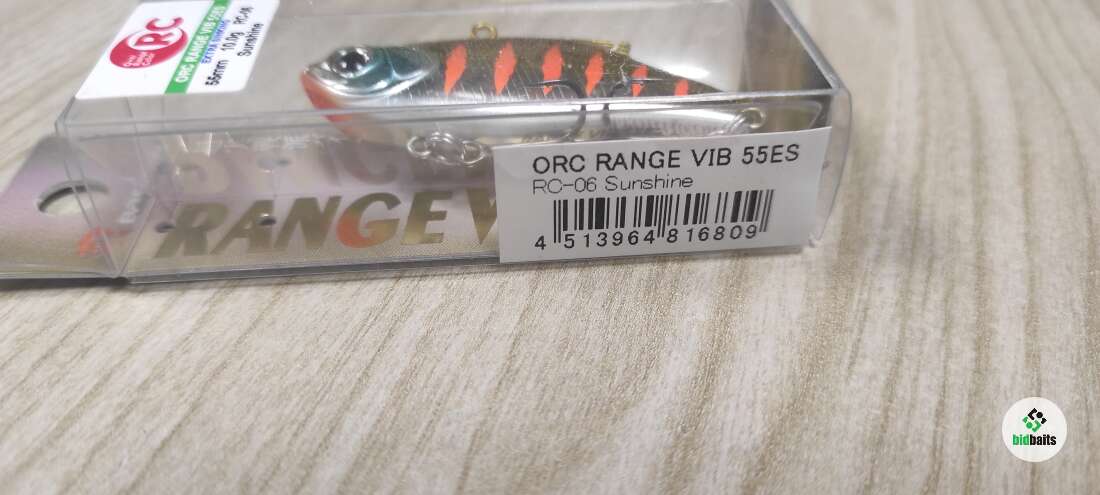 RC
ORC RANGE VIB 55ES
EXTRA SINKING
55mm 10.0g RC-06
Sunshine
RANGE V
ORC RANGE VIB 55ES
RC-06 Sunshine
4 513964 816809
bidbaits